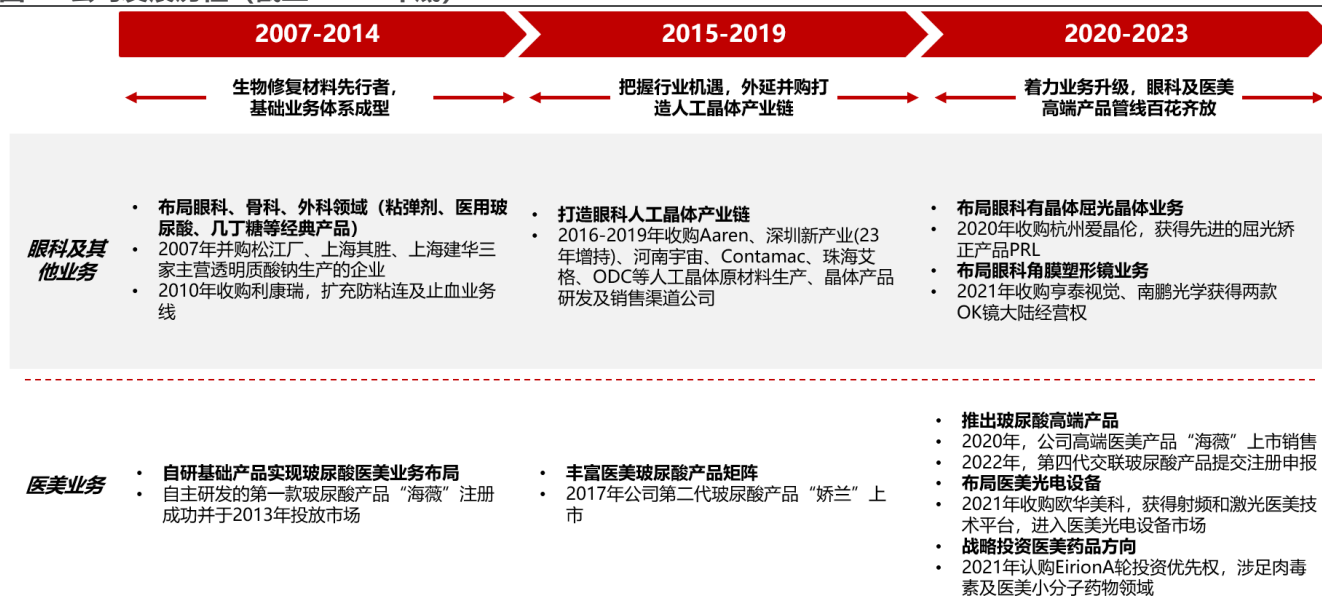 2007-2014
2015-2019
2020-2023
生物修复材料先行者，
基础业务体系成型
把握行业机遇，外延并购打
造人工晶体产业链
着力业务升级，眼科及医美
高端产品管线百花齐放
眼科及其
他业务
• 布局眼科、骨科、外科领域（粘弹剂、医用玻
尿酸、几丁糖等经典产品）
• 2007年并购松江厂、上海其胜、上海建华三
家主营透明质酸钠生产的企业
• 2010年收购利康瑞，扩充防粘连及止血业务
线
• 打造眼科人工晶体产业链
• 2016-2019年收购Aaren、深圳新产业(23
年增持)、河南宇宙、Contamac、珠海艾
格、ODC等人工晶体原材料生产、晶体产品
研发及销售渠道公司
• 布局眼科有晶体屈光晶体业务
• 2020年收购杭州爱晶伦，获得先进的屈光矫
正产品PRL
• 布局眼科角膜塑形镜业务
• 2021年收购亨泰视觉、南鹏光学获得两款
OK镜大陆经营权
医美业务
• 自研基础产品实现玻尿酸医美业务布局
• 自主研发的第一款玻尿酸产品“海薇”注册
成功并于2013年投放市场
• 丰富医美玻尿酸产品矩阵
• 2017年公司第二代玻尿酸产品“娇兰”上
市
• 推出玻尿酸高端产品
• 2020年，公司高端医美产品“海薇”上市销售
• 2022年，第四代交联玻尿酸产品提交注册申报
• 布局医美光电设备
• 2021年收购欧华美科，获得射频和激光医美技
术平台，进入医美光电设备市场
• 战略投资医美药品方向
• 2021年认购EirionA轮投资优先权，涉足肉毒
素及医美小分子药物领域